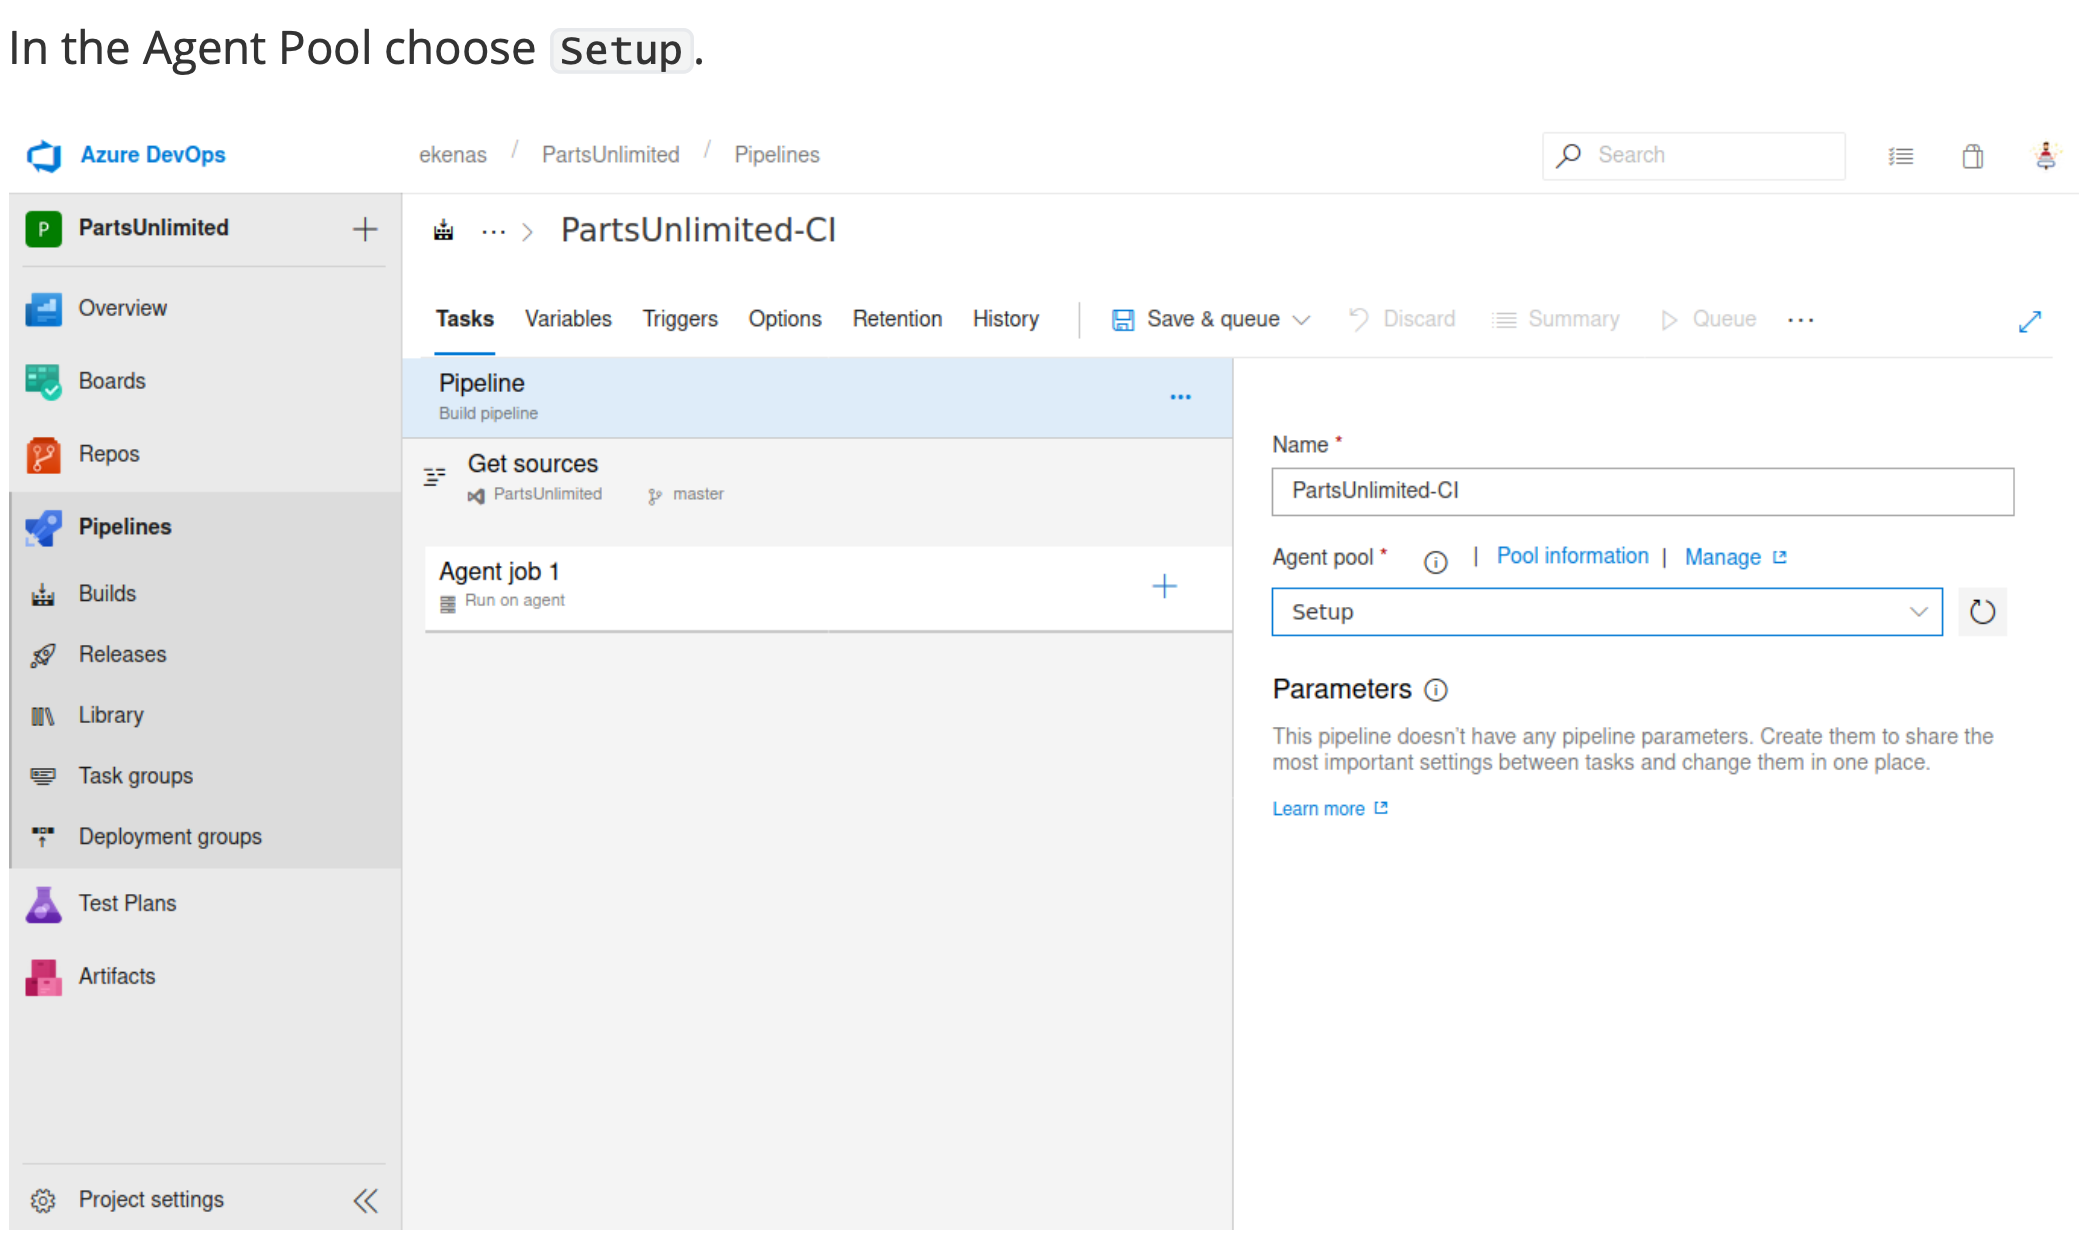 In the Agent Pool choose Setup.
Azure DevOps
ekenas / PartsUnlimited / Pipelines
Search
P PartsUnlimited
Overview
Boards
Repos
Pipelines
Builds
Releases
Library
Task groups
Deployment groups
Test Plans
Artifacts
Project settings
... > PartsUnlimited-CI
Tasks Variables Triggers Options Retention History | Save & queue Discard Summary Queue ...
Pipeline
Build pipeline
...
Get sources
PartsUnlimited master
Agent job 1
Run on agent
Name *
PartsUnlimited-CI
Agent pool * | Pool information | Manage
Setup
Parameters
This pipeline doesn't have any pipeline parameters. Create them to share the
most important settings between tasks and change them in one place.
Learn more